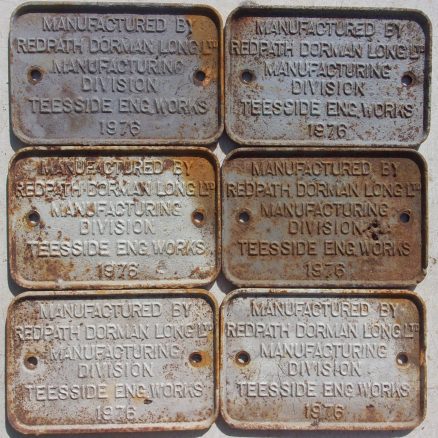 MANUFACTURED BY
REDPATH DORMAN LONG LTD
MANUFACTURING
DIVISION
TEESSIDE ENG. WORKS
1976
MANUFACTURED BY
REDPATH DORMAN LONG LTD
MANUFACTURING
DIVISION
TEESSIDE ENG. WORKS
1976
MANUFACTURED BY
REDPATH DORMAN LONG LTD
MANUFACTURING
DIVISION
TEESSIDE ENG. WORKS
1976
MANUFACTURED BY
REDPATH DORMAN LONG LTD
MANUFACTURING
DIVISION
TEESSIDE ENG. WORKS
1976
MANUFACTURED BY
REDPATH DORMAN LONG LTD
MANUFACTURING
DIVISION
TEESSIDE ENG. WORKS
1976
MANUFACTURED BY
REDPATH DORMAN LONG LTD
MANUFACTURING
DIVISION
TEESSIDE ENG. WORKS
1976